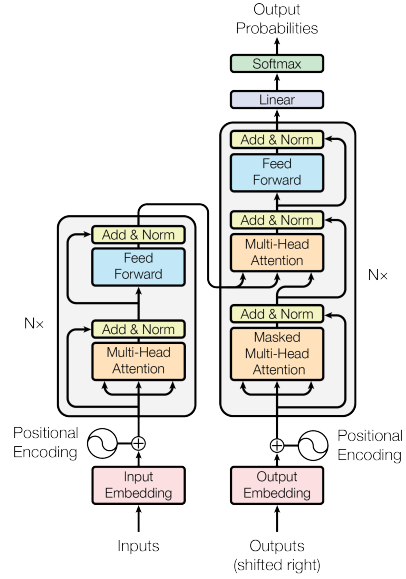 Output
Probabilities
Softmax
Linear
Add & Norm
Feed
Forward
Add & Norm
Multi-Head
Attention
Add & Norm
Masked
Multi-Head
Attention
N×
Add & Norm
Feed
Forward
Add & Norm
Multi-Head
Attention
N×
Positional
Encoding
Positional
Encoding
Input
Embedding
Output
Embedding
Inputs
Outputs
(shifted right)